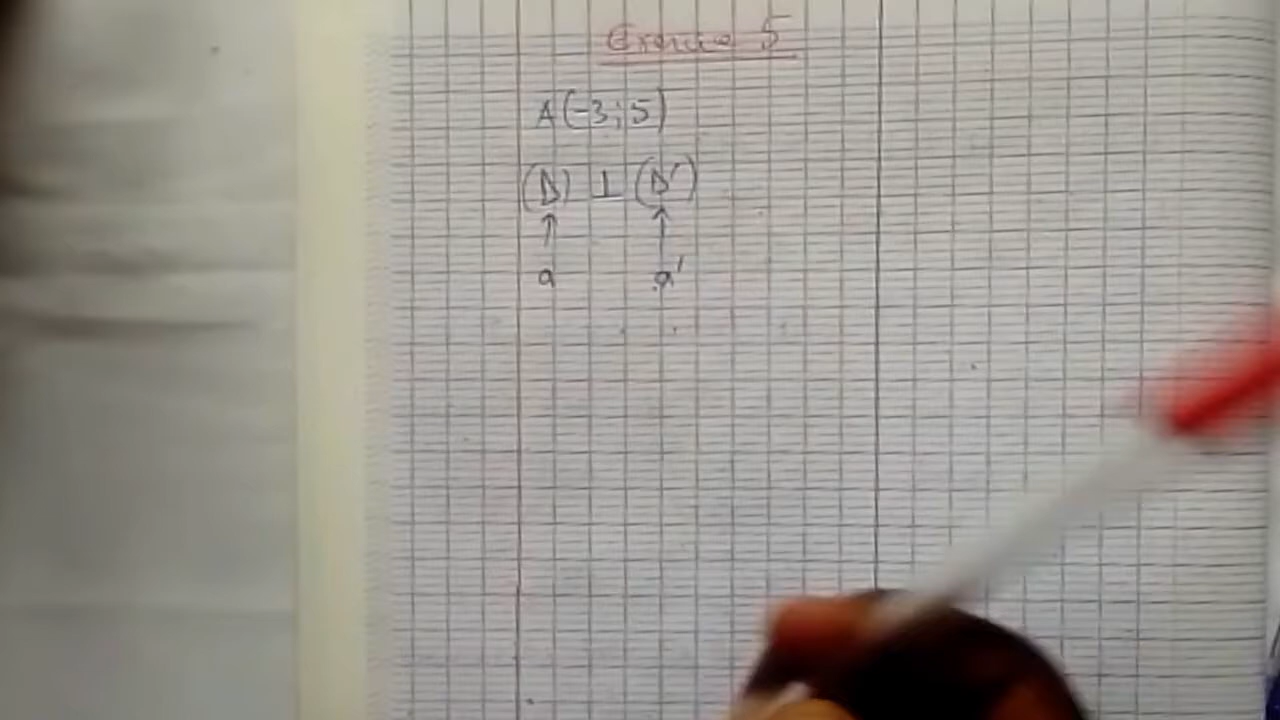 Exercice 5
A(-3; 5)
(Δ) ⊥ (Δ')
↑ ↑
a a'